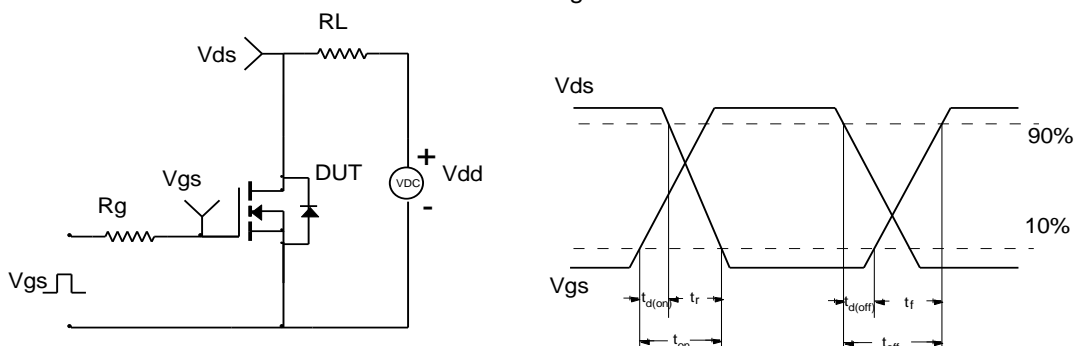 RL
Vds
+
VDC
Vdd
-
DUT
Vgs
Rg
Vgs
Vds
90%
10%
Vgs
td(on)
tr
td(off)
tf
ton
toff